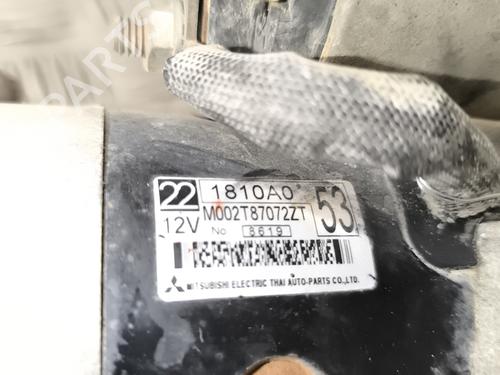 22 1810A0 53
12V M002T87072ZT
No 8619
MITSUBISHI ELECTRIC THAI AUTO-PARTS CO.,LTD.